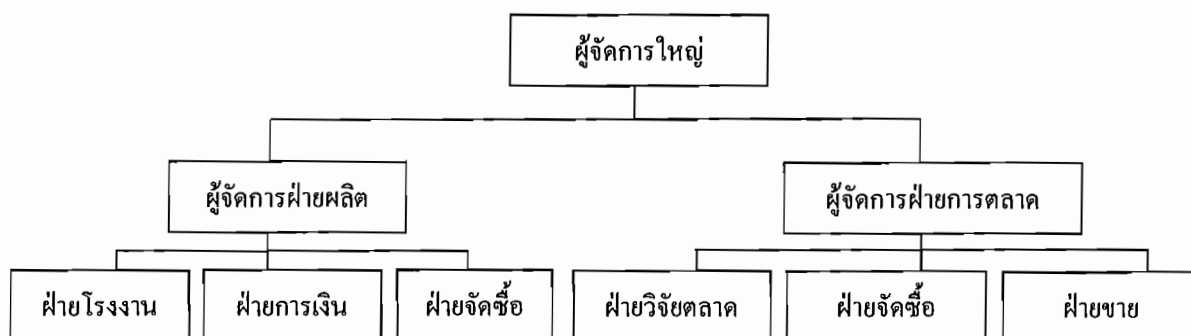 ผู้จัดการใหญ่
ผู้จัดการฝ่ายผลิต
ผู้จัดการฝ่ายการตลาด
ฝ่ายโรงงาน
ฝ่ายการเงิน
ฝ่ายจัดซื้อ
ฝ่ายวิจัยตลาด
ฝ่ายจัดซื้อ
ฝ่ายขาย